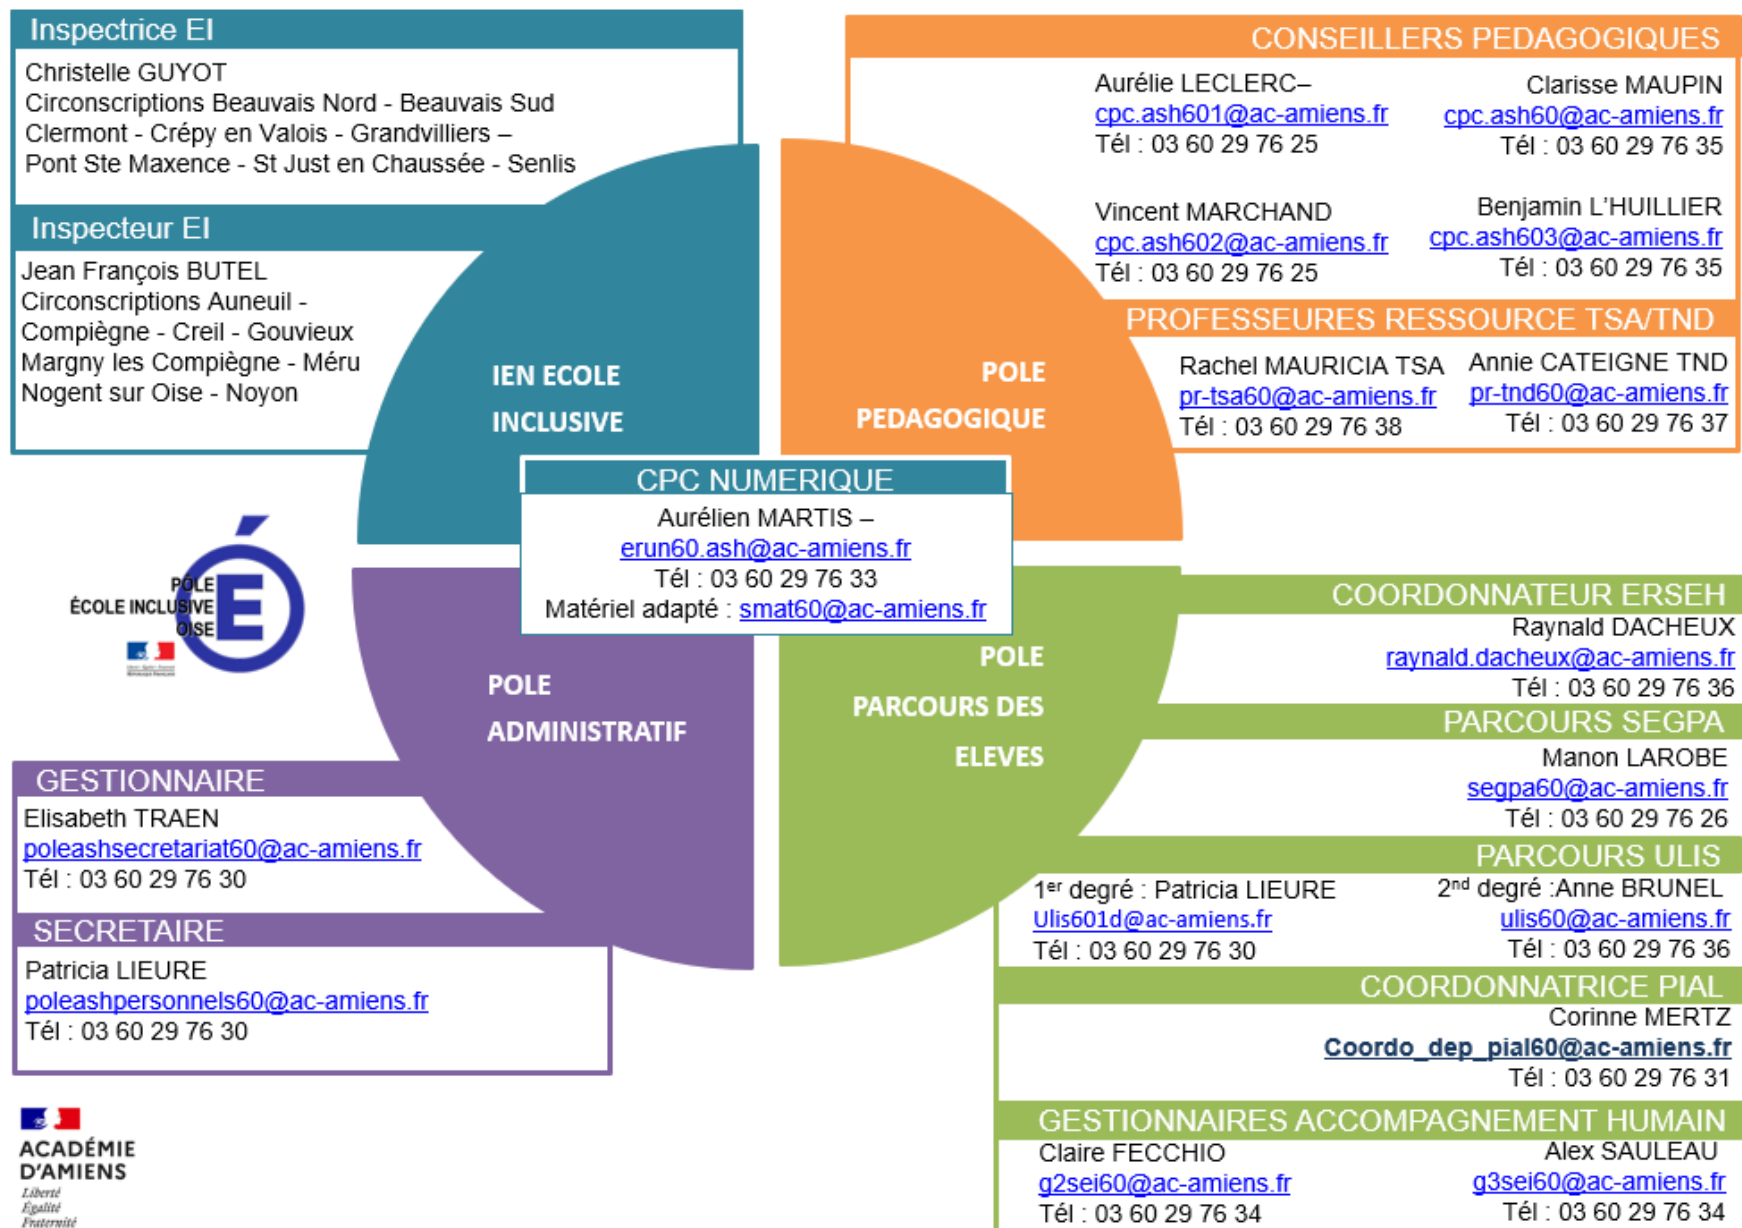 Inspectrice EI
Christelle GUYOT
Circonscriptions Beauvais Nord - Beauvais Sud
Clermont - Crépy en Valois - Grandvilliers –
Pont Ste Maxence - St Just en Chaussée - Senlis
Inspecteur EI
Jean François BUTEL
Circonscriptions Auneuil -
Compiègne - Creil - Gouvieux
Margny les Compiègne - Méru
Nogent sur Oise - Noyon
IEN ECOLE
INCLUSIVE
CONSEILLERS PEDAGOGIQUES
Aurélie LECLERC–
cpc.ash601@ac-amiens.fr
Tél : 03 60 29 76 25
Clarisse MAUPIN
cpc.ash60@ac-amiens.fr
Tél : 03 60 29 76 35
Vincent MARCHAND
cpc.ash602@ac-amiens.fr
Tél : 03 60 29 76 25
Benjamin L’HUILLIER
cpc.ash603@ac-amiens.fr
Tél : 03 60 29 76 35
PROFESSEURES RESSOURCE TSA/TND
Rachel MAURICIA TSA
pr-tsa60@ac-amiens.fr
Tél : 03 60 29 76 38
Annie CATEIGNE TND
pr-tnd60@ac-amiens.fr
Tél : 03 60 29 76 37
POLE
PEDAGOGIQUE
CPC NUMERIQUE
Aurélien MARTIS –
erun60.ash@ac-amiens.fr
Tél : 03 60 29 76 33
Matériel adapté : smat60@ac-amiens.fr
PÔLE
ÉCOLE INCLUSIVE
OISE
É
POLE
ADMINISTRATIF
GESTIONNAIRE
Elisabeth TRAEN
poleashsecretariat60@ac-amiens.fr
Tél : 03 60 29 76 30
SECRETAIRE
Patricia LIEURE
poleashpersonnels60@ac-amiens.fr
Tél : 03 60 29 76 30
POLE
PARCOURS DES
ELEVES
COORDONNATEUR ERSEH
Raynald DACHEUX
raynald.dacheux@ac-amiens.fr
Tél : 03 60 29 76 36
PARCOURS SEGPA
Manon LAROBE
segpa60@ac-amiens.fr
Tél : 03 60 29 76 26
PARCOURS ULIS
1er degré : Patricia LIEURE
Ulis601d@ac-amiens.fr
Tél : 03 60 29 76 30
2nd degré :Anne BRUNEL
ulis60@ac-amiens.fr
Tél : 03 60 29 76 36
COORDONNATRICE PIAL
Corinne MERTZ
Coordo_dep_pial60@ac-amiens.fr
Tél : 03 60 29 76 31
GESTIONNAIRES ACCOMPAGNEMENT HUMAIN
Claire FECCHIO
g2sei60@ac-amiens.fr
Tél : 03 60 29 76 34
Alex SAULEAU
g3sei60@ac-amiens.fr
Tél : 03 60 29 76 34
ACADÉMIE
D'AMIENS
Liberté
Égalité
Fraternité